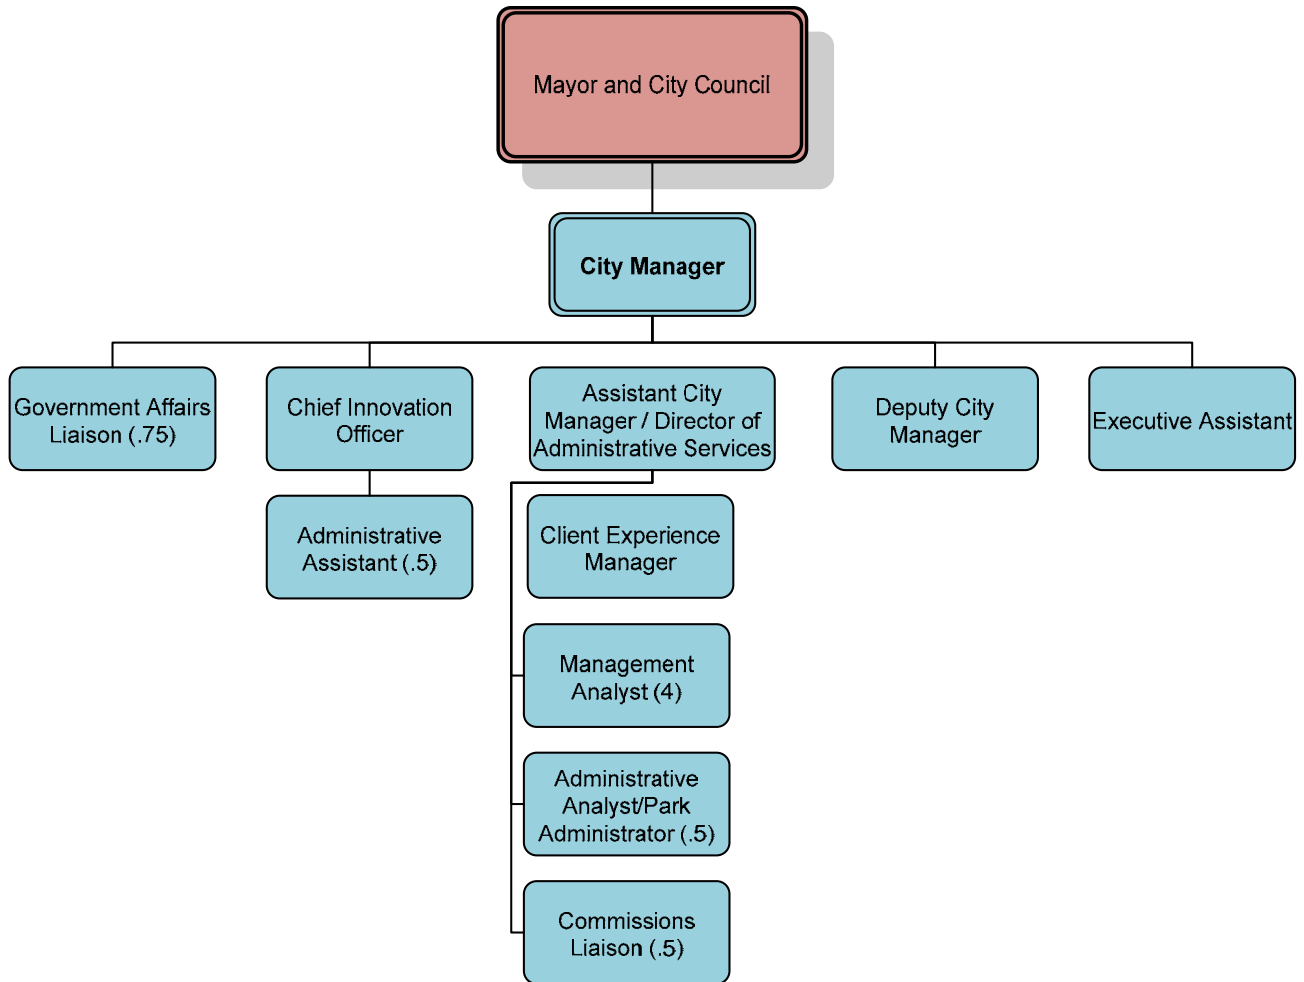 Mayor and City Council
City Manager
Government Affairs
Liaison (.75)
Chief Innovation
Officer
Assistant City
Manager / Director of
Administrative Services
Deputy City
Manager
Executive Assistant
Administrative
Assistant (.5)
Client Experience
Manager
Management
Analyst (4)
Administrative
Analyst/Park
Administrator (.5)
Commissions
Liaison (.5)